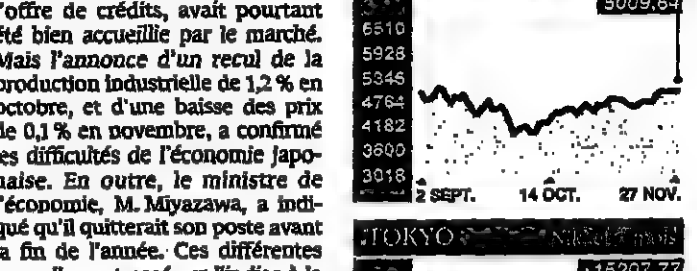 l'offre de crédits, avait pourtant
été bien accueillie par le marché.
Mais l'annonce d'un recul de la
production industrielle de 1,2 % en
octobre, et d'une baisse des prix
de 0,1 % en novembre, a confirmé
les difficultés de l'économie japo-
naise. En outre, le ministre de
l'économie, M. Miyazawa, a indi-
qué qu'il quitterait son poste avant
la fin de l'année. Ces différentes
5009,64
6510
5928
5346
4764
4182
3600
3018
2 SEPT. 14 OCT. 27 NOV.
TOKYO Nikkei 3 mois
15207,77